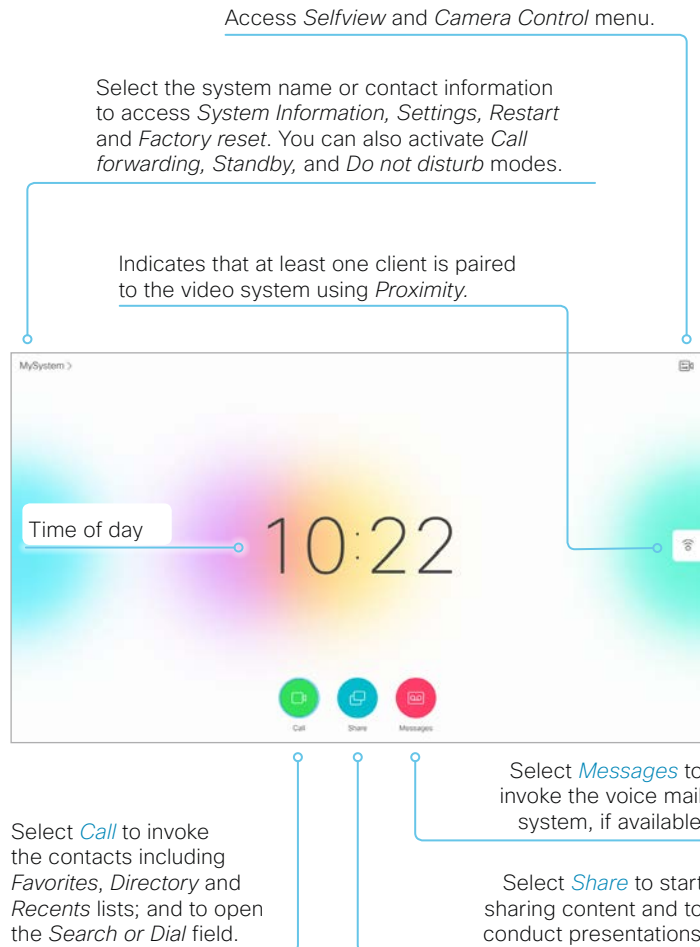 Access Selfview and Camera Control menu.
Select the system name or contact information
to access System Information, Settings, Restart
and Factory reset. You can also activate Call
forwarding, Standby, and Do not disturb modes.
Indicates that at least one client is paired
to the video system using Proximity.
MySystem >
Time of day
10:22
Call
Share
Messages
Select Messages to
invoke the voice mail
system, if available
Select Call to invoke
the contacts including
Favorites, Directory and
Recents lists; and to open
the Search or Dial field.
Select Share to start
sharing content and to
conduct presentations